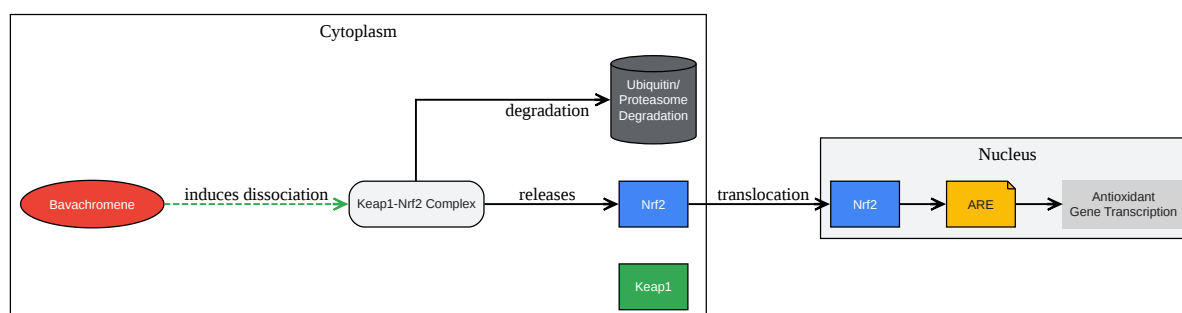 Cytoplasm
Ubiquitin/
Proteasome
Degradation
degradation
Nucleus
Bavachromene
induces dissociation
Keap1-Nrf2 Complex
releases
Nrf2
translocation
Nrf2
ARE
Antioxidant
Gene Transcription
Keap1